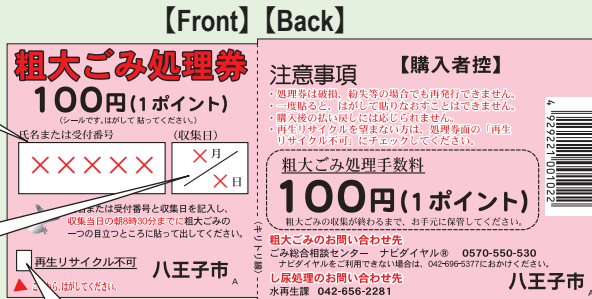 【Front】【Back】
粗大ごみ処理券
100円(1ポイント)
(シールです。はがして貼ってください。)
氏名または受付番号 (収集日)
×××××
×月
×日
または受付番号と収集日を記入し、
収集当日の朝8時30分までに粗大ごみの
一つの目立つところに貼って出してください。
再生リサイクル不可
八王子市
A
▲ から、はがしてください。
(キリトリ線)
注意事項 【購入者控】
・処理券は破損、紛失等の場合でも再発行できません。
・一度貼ると、はがして貼りなおすことはできません。
・購入後の払い戻しには応じられません。
・再生リサイクルを望まない方は、処理券面の「再生
リサイクル不可」にチェックしてください。
粗大ごみ処理手数料
100円(1ポイント)
粗大ごみの収集が終わるまで、お手元に保管してください。
粗大ごみのお問い合わせ先
ごみ総合相談センター ナビダイヤル® 0570-550-530
ナビダイヤルをご利用できない場合は、042-696-5377におかけください。
し尿処理のお問い合わせ先
水再生課 042-656-2281
八王子市
A
4929221001022